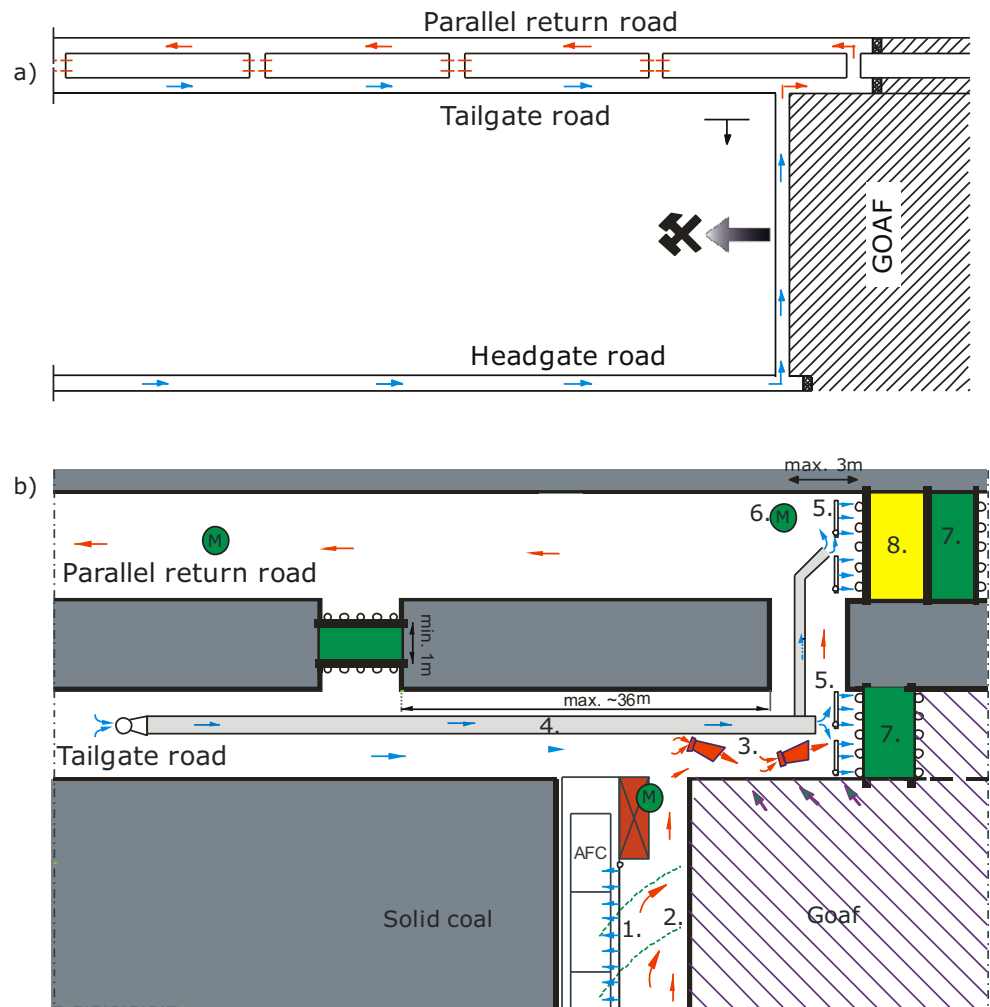 Parallel return road
a)
Tailgate road
GOAF
Headgate road
b)
max. 3m
6. M
5.
M
8.
7.
Parallel return road
min. 1m
5.
max. ~36m
4.
3.
7.
Tailgate road
M
AFC
Solid coal
1.
2.
Goaf